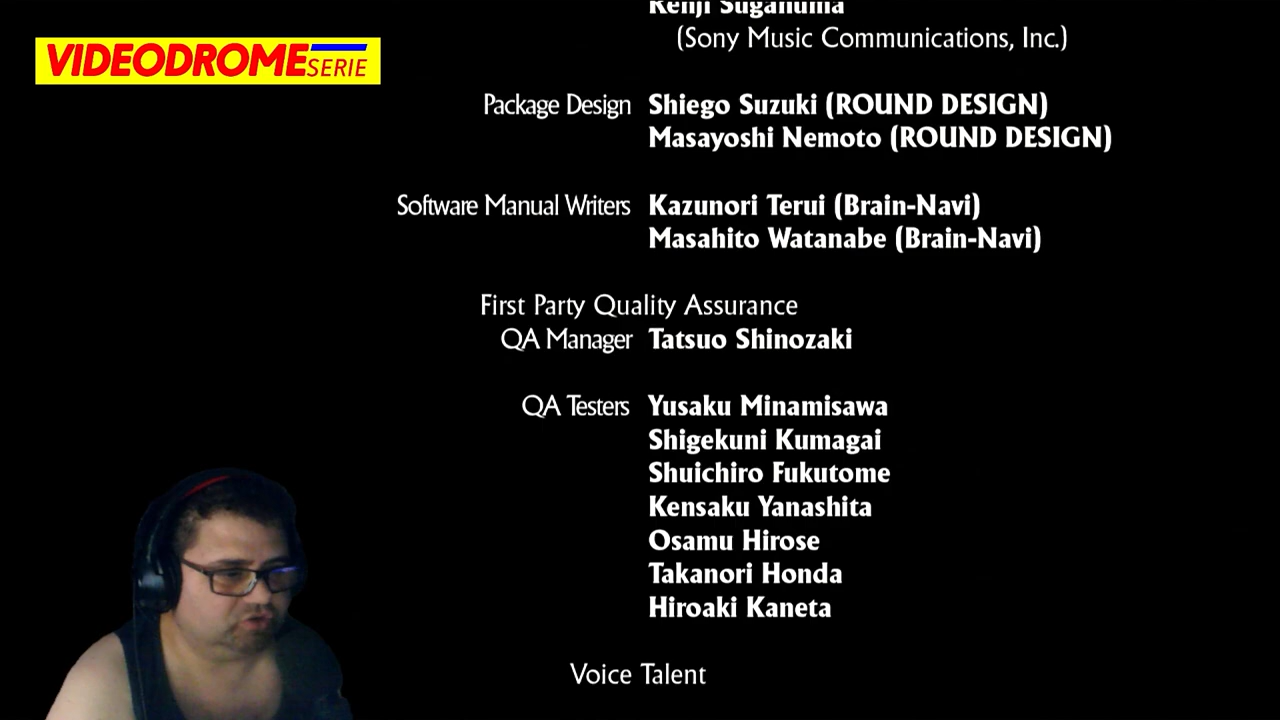 Kenji Suganuma
(Sony Music Communications, Inc.)
VIDEODROME SERIE
Package Design Shiego Suzuki (ROUND DESIGN)
Masayoshi Nemoto (ROUND DESIGN)
Software Manual Writers Kazunori Terui (Brain-Navi)
Masahito Watanabe (Brain-Navi)
First Party Quality Assurance
QA Manager Tatsuo Shinozaki
QA Testers Yusaku Minamisawa
Shigekuni Kumagai
Shuichiro Fukutome
Kensaku Yanashita
Osamu Hirose
Takanori Honda
Hiroaki Kaneta
Voice Talent